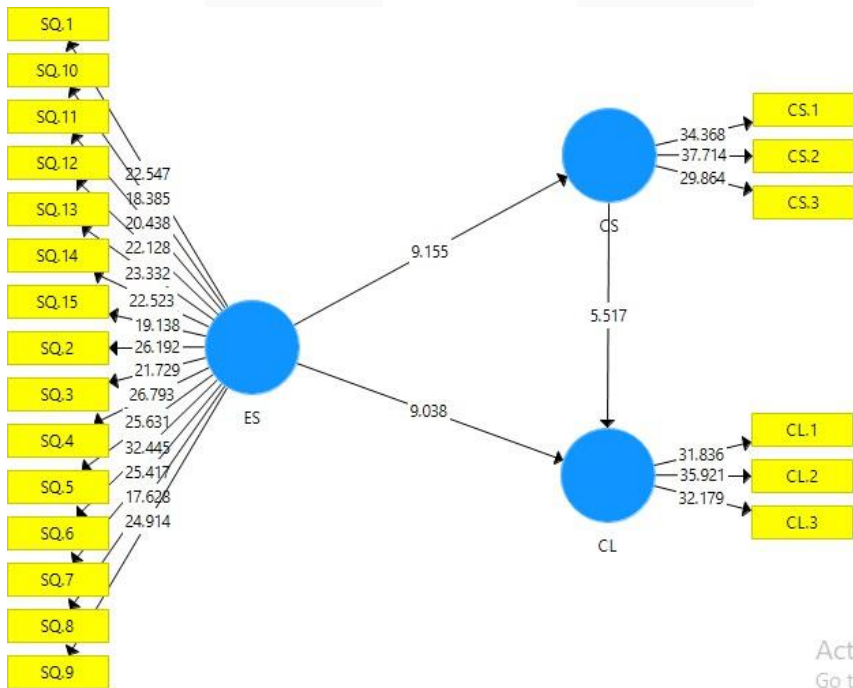 SQ.1
SQ.10
SQ.11
SQ.12
SQ.13
SQ.14
SQ.15
SQ.2
SQ.3
SQ.4
SQ.5
SQ.6
SQ.7
SQ.8
SQ.9
22.547
18.385
20.438
22.128
23.332
22.523
19.138
26.192
21.729
26.793
25.631
32.445
25.417
17.628
24.914
ES
9.155
9.038
CS
5.517
CL
34.368
37.714
29.864
CS.1
CS.2
CS.3
31.836
35.921
32.179
CL.1
CL.2
CL.3
Act
Go t